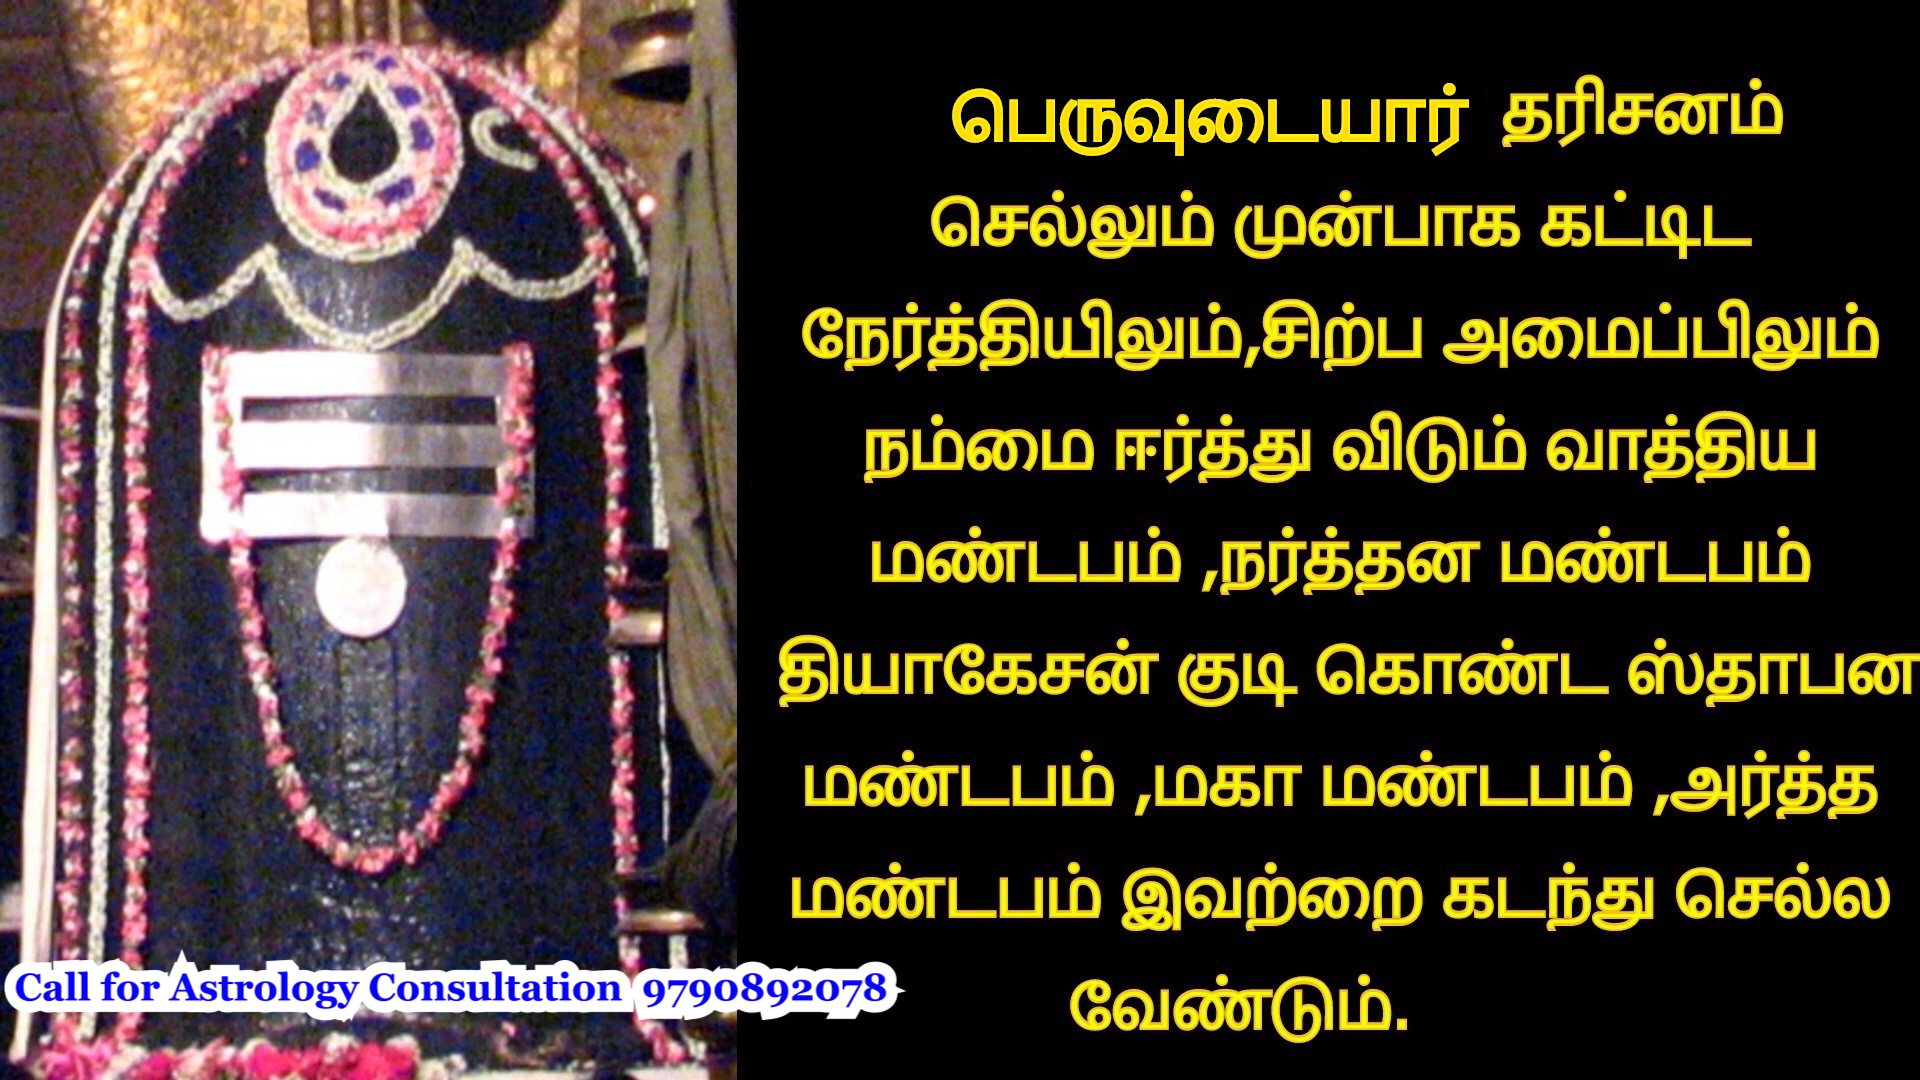 பெருவுடையார் தரிசனம்
செல்லும் முன்பாக கட்டிட
நேர்த்தியிலும்,சிற்ப அமைப்பிலும்
நம்மை ஈர்த்து விடும் வாத்திய
மண்டபம் ,நர்த்தன மண்டபம்
தியாகேசன் குடி கொண்ட ஸ்தாபன
மண்டபம் ,மகா மண்டபம் ,அர்த்த
மண்டபம் இவற்றை கடந்து செல்ல
வேண்டும்.
Call for Astrology Consultation 9790892078